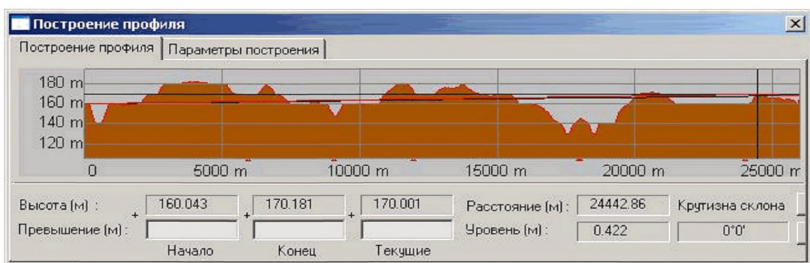 Построение профиля
Построение профиля Параметры построения
180 m
160 m
140 m
120 m
0 5000 m 10000 m 15000 m 20000 m 25000 m
Высота (м) : + 160.043 + 170.181 + 170.001 Расстояние (м) : 24442.86 Крутизна склона
Превышение (м) : Уровень (м) : 0.422 0°0'
Начало Конец Текущие